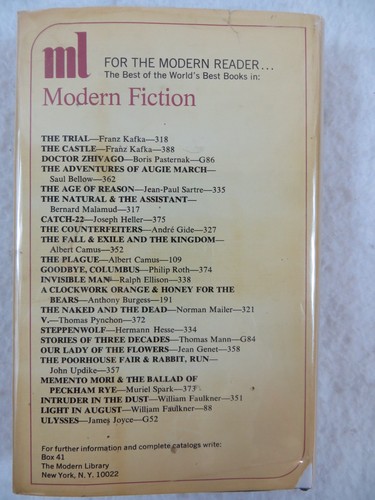 ml
FOR THE MODERN READER...
The Best of the World's Best Books in:
Modern Fiction
THE TRIAL—Franz Kafka—318
THE CASTLE—Franz Kafka—388
DOCTOR ZHIVAGO—Boris Pasternak—G86
THE ADVENTURES OF AUGIE MARCH—
Saul Bellow—362
THE AGE OF REASON—Jean-Paul Sartre—335
THE NATURAL & THE ASSISTANT—
Bernard Malamud—317
CATCH-22—Joseph Heller—375
THE COUNTERFEITERS—André Gide—327
THE FALL & EXILE AND THE KINGDOM—
Albert Camus—352
THE PLAGUE—Albert Camus—109
GOODBYE, COLUMBUS—Philip Roth—374
INVISIBLE MAN—Ralph Ellison—338
A CLOCKWORK ORANGE & HONEY FOR THE
BEARS—Anthony Burgess—191
THE NAKED AND THE DEAD—Norman Mailer—321
V.—Thomas Pynchon—372
STEPPENWOLF—Hermann Hesse—334
STORIES OF THREE DECADES—Thomas Mann—G84
OUR LADY OF THE FLOWERS—Jean Genet—358
THE POORHOUSE FAIR & RABBIT, RUN—
John Updike—357
MEMENTO MORI & THE BALLAD OF
PECKHAM RYE—Muriel Spark—373
INTRUDER IN THE DUST—William Faulkner—351
LIGHT IN AUGUST—William Faulkner—88
ULYSSES—James Joyce—G52
For further information and complete catalogs write:
Box 41
The Modern Library
New York, N. Y. 10022